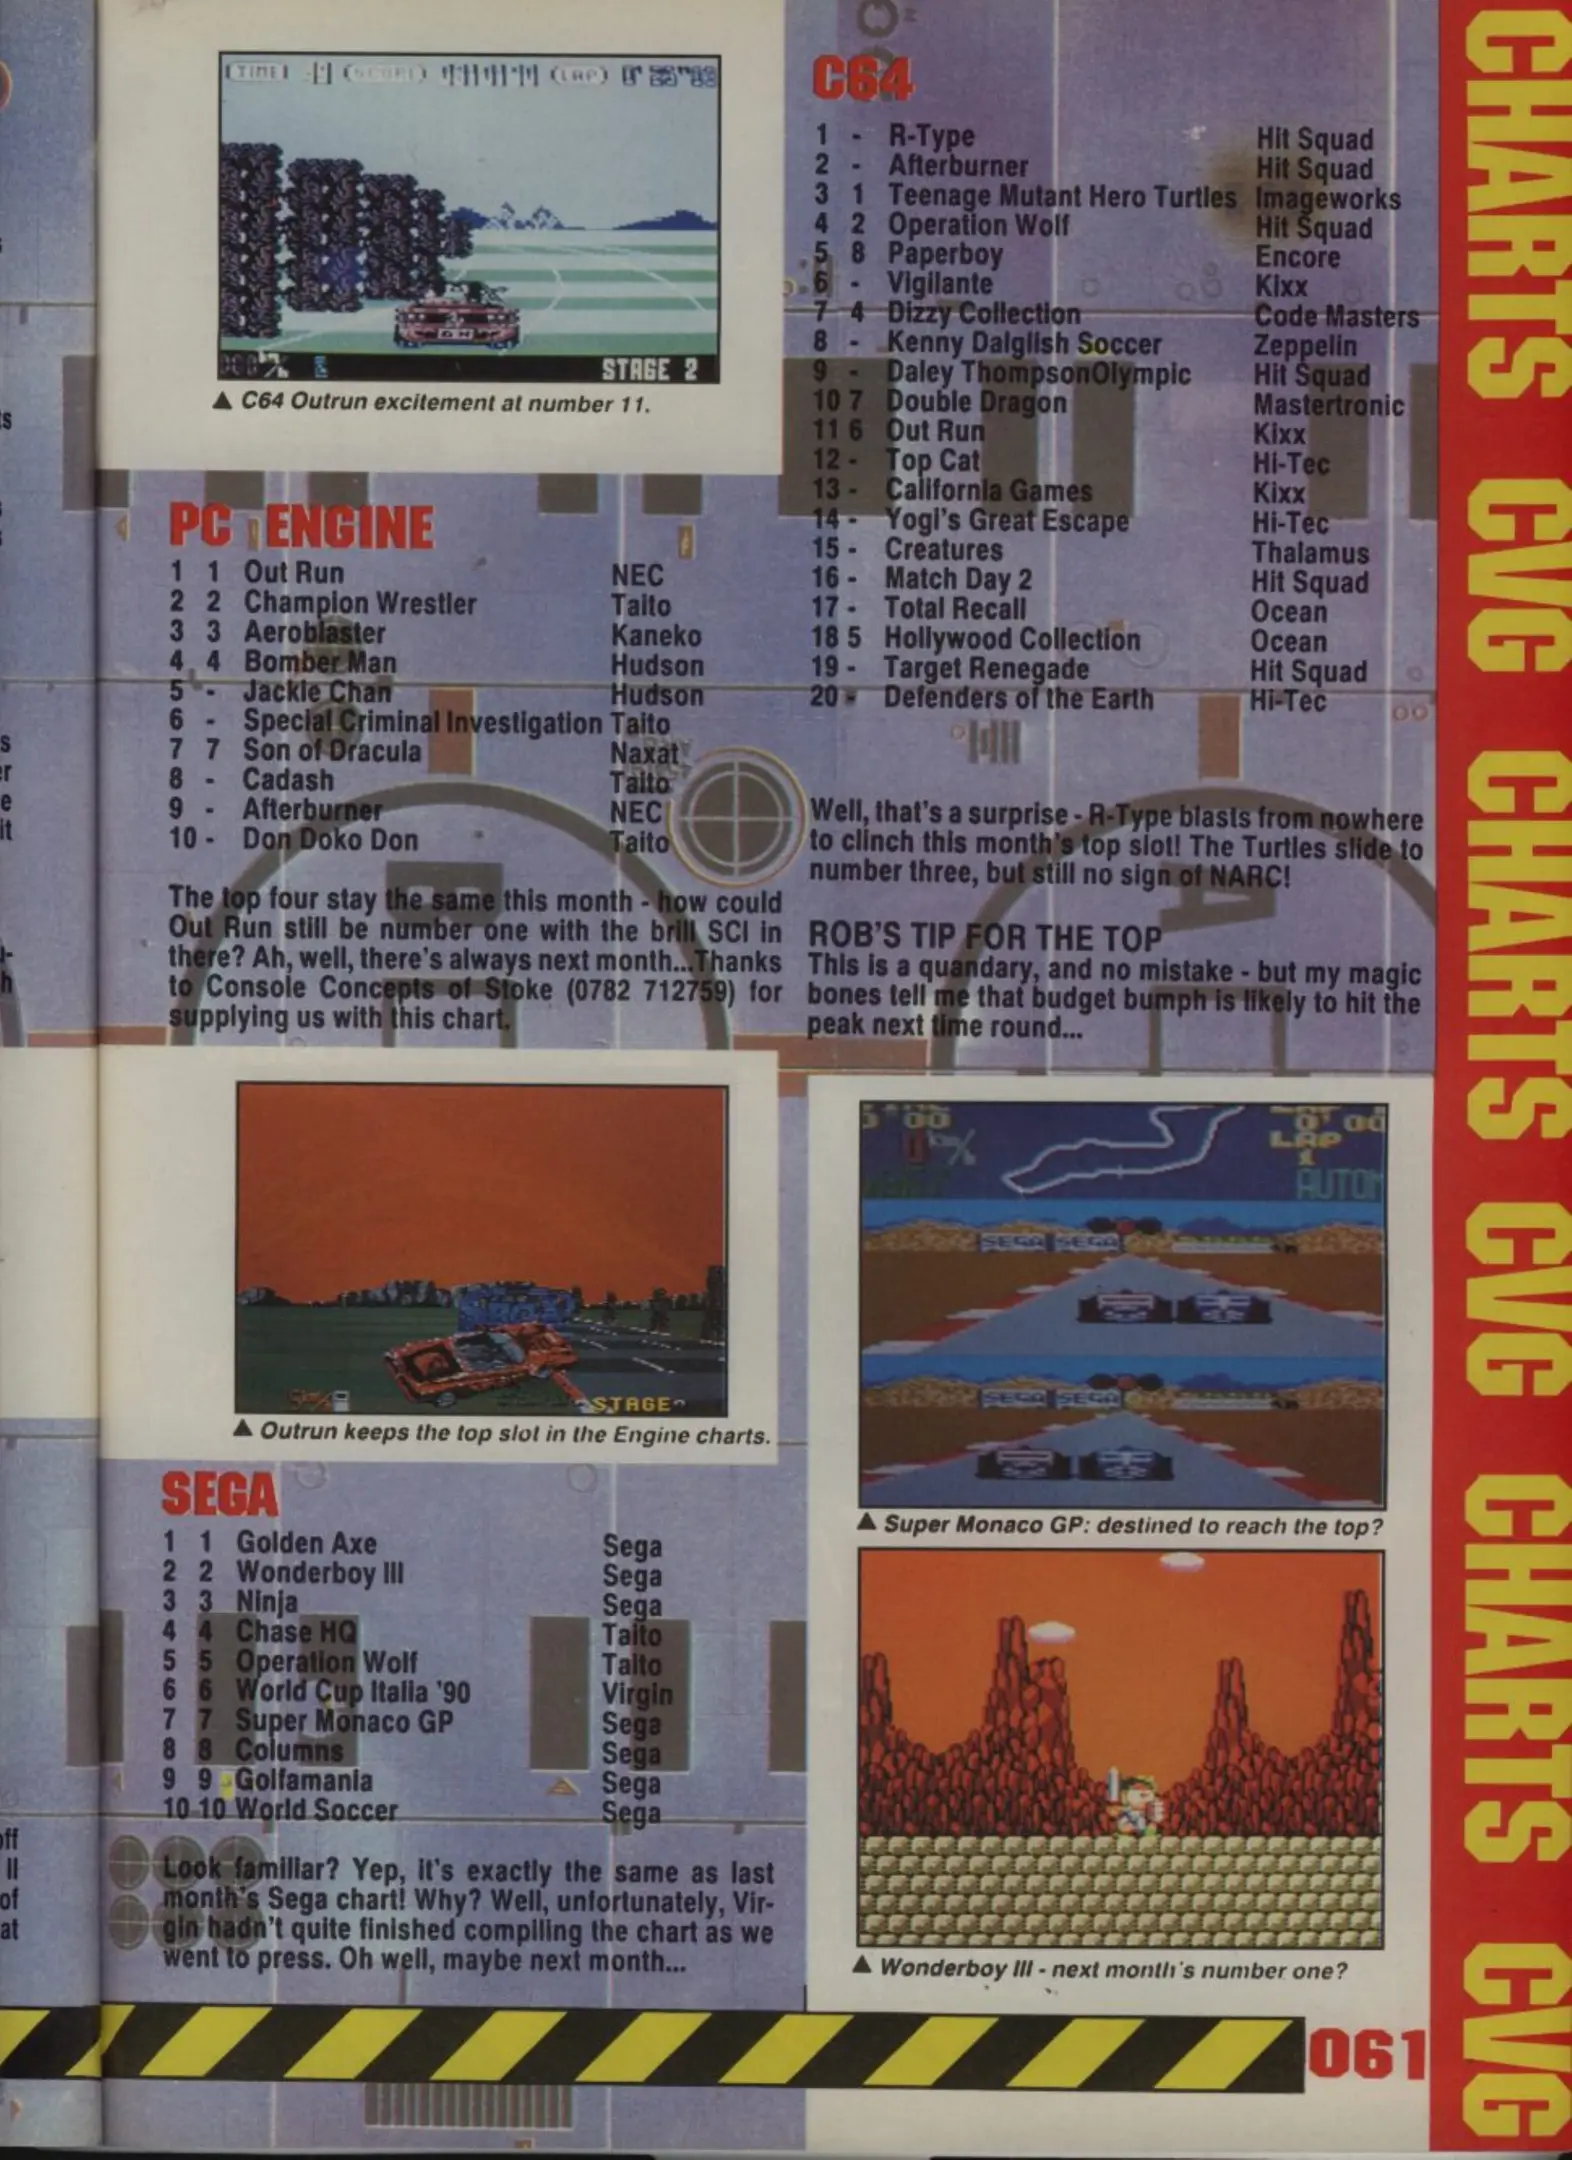 TIME SCORE LAP
STAGE 2
▲ C64 Outrun excitement at number 11.
PC ENGINE
1 1 Out Run NEC
2 2 Champion Wrestler Taito
3 3 Aeroblaster Kaneko
4 4 Bomber Man Hudson
5 - Jackie Chan Hudson
6 - Special Criminal Investigation Taito
7 7 Son of Dracula Naxat
8 - Cadash Taito
9 - Afterburner NEC
10 - Don Doko Don Taito
The top four stay the same this month - how could
Out Run still be number one with the brill SCI in
there? Ah, well, there's always next month...Thanks
to Console Concepts of Stoke (0782 712759) for
supplying us with this chart.
STAGE
▲ Outrun keeps the top slot in the Engine charts.
SEGA
1 1 Golden Axe Sega
2 2 Wonderboy III Sega
3 3 Ninja Sega
4 4 Chase HQ Taito
5 5 Operation Wolf Taito
6 6 World Cup Italia '90 Virgin
7 7 Super Monaco GP Sega
8 8 Columns Sega
9 9 Golfamania Sega
10 10 World Soccer Sega
Look familiar? Yep, it's exactly the same as last
month's Sega chart! Why? Well, unfortunately, Vir-
gin hadn't quite finished compiling the chart as we
went to press. Oh well, maybe next month...
C64
1 - R-Type Hit Squad
2 - Afterburner Hit Squad
3 1 Teenage Mutant Hero Turtles Imageworks
4 2 Operation Wolf Hit Squad
5 8 Paperboy Encore
6 - Vigilante Kixx
7 4 Dizzy Collection Code Masters
8 - Kenny Dalglish Soccer Zeppelin
9 - Daley ThompsonOlympic Hit Squad
10 7 Double Dragon Mastertronic
11 6 Out Run Kixx
12 - Top Cat Hi-Tec
13 - California Games Kixx
14 - Yogi's Great Escape Hi-Tec
15 - Creatures Thalamus
16 - Match Day 2 Hit Squad
17 - Total Recall Ocean
18 5 Hollywood Collection Ocean
19 - Target Renegade Hit Squad
20 - Defenders of the Earth Hi-Tec
Well, that's a surprise - R-Type blasts from nowhere
to clinch this month's top slot! The Turtles slide to
number three, but still no sign of NARC!
ROB'S TIP FOR THE TOP
This is a quandary, and no mistake - but my magic
bones tell me that budget bumph is likely to hit the
peak next time round...
0'00
LAP
1
AUTOM
SEGA SEGA
SEGA SEGA
▲ Super Monaco GP: destined to reach the top?
▲ Wonderboy III - next month's number one?
061
CHARTS CVG CHARTS CVG CHARTS CVG